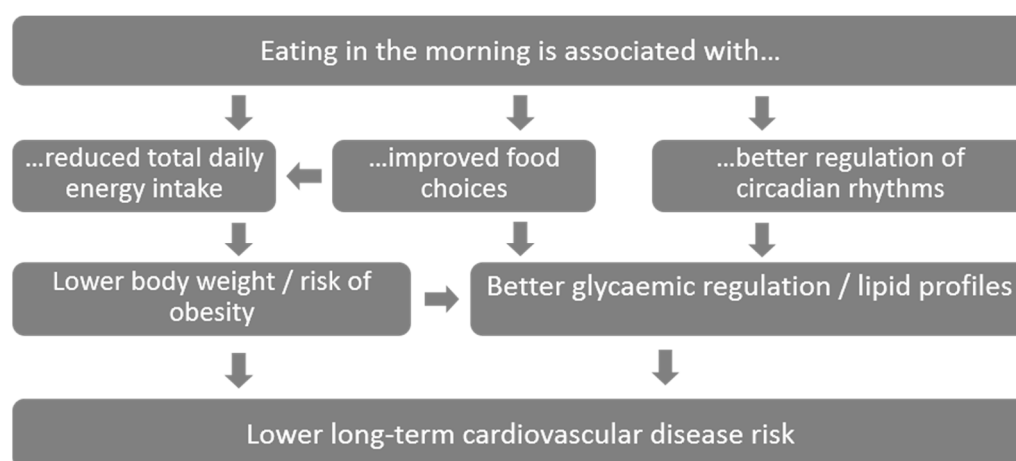 Eating in the morning is associated with…
…reduced total daily
energy intake
…improved food
choices
…better regulation of
circadian rhythms
Lower body weight / risk of
obesity
Better glycaemic regulation / lipid profiles
Lower long-term cardiovascular disease risk